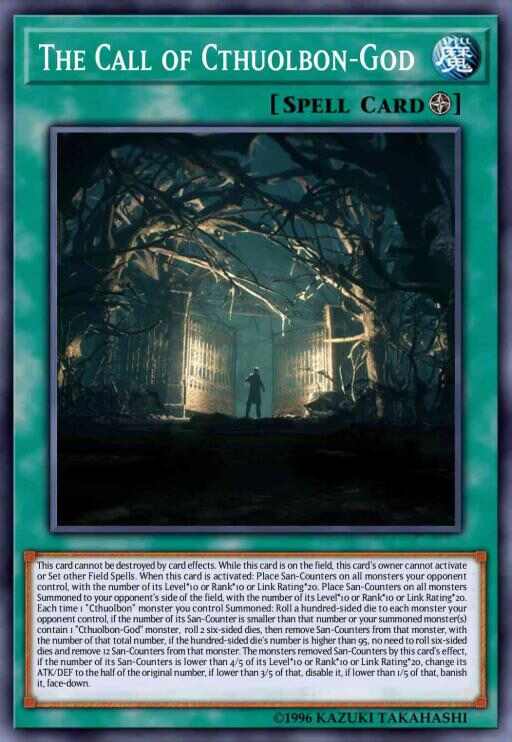 THE CALL OF CTHUOLBON-GOD
魔
[SPELL CARD]
This card cannot be destroyed by card effects. While this card is on the field, this card's owner cannot activate
or Set other Field Spells. When this card is activated: Place San-Counters on all monsters your opponent
control, with the number of its Level*10 or Rank*10 or Link Rating*20. Place San-Counters on all monsters
Summoned to your opponent's side of the field, with the number of its Level*10 or Rank*10 or Link Rating*20.
Each time 1 "Cthuolbon" monster you control Summoned: Roll a hundred-sided die to each monster your
opponent control, if the number of its San-Counter is smaller than that number or your summoned monster(s)
contain 1 "Cthuolbon-God" monster, roll 2 six-sided dies, then remove San-Counters from that monster, with
the number of that total number, if the hundred-sided die's number is higher than 95, no need to roll six-sided
dies and remove 12 San-Counters from that monster. The monsters removed San-Counters by this card's effect,
if the number of its San-Counters is lower than 4/5 of its Level*10 or Rank*10 or Link Rating*20, change its
ATK/DEF to the half of the original number, if lower than 3/5 of that, disable it, if lower than 1/5 of that, banish
it, face-down.
©1996 KAZUKI TAKAHASHI